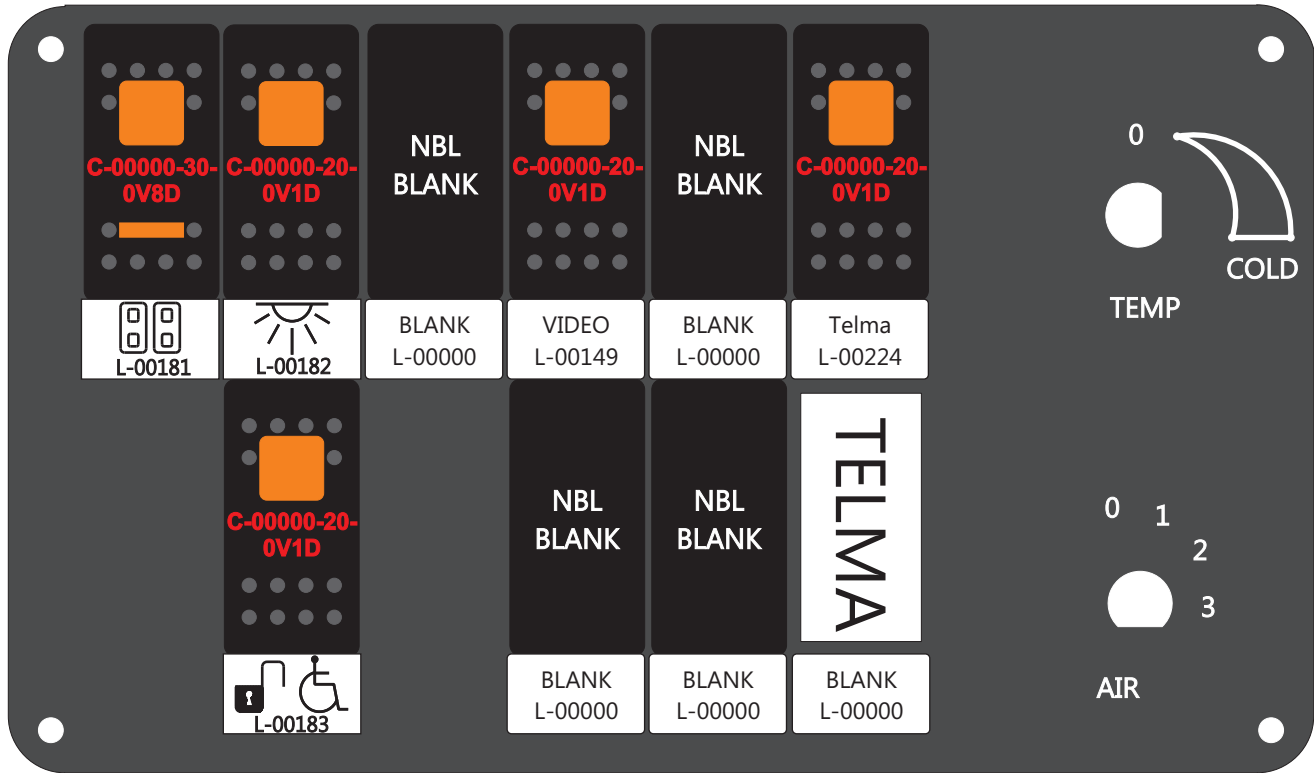 C-00000-30-
0V8D
C-00000-20-
0V1D
NBL
BLANK
C-00000-20-
0V1D
NBL
BLANK
C-00000-20-
0V1D
L-00181
L-00182
BLANK
L-00000
VIDEO
L-00149
BLANK
L-00000
Telma
L-00224
0
COLD
TEMP
C-00000-20-
0V1D
NBL
BLANK
NBL
BLANK
TELMA
L-00183
BLANK
L-00000
BLANK
L-00000
BLANK
L-00000
0
1
2
3
AIR